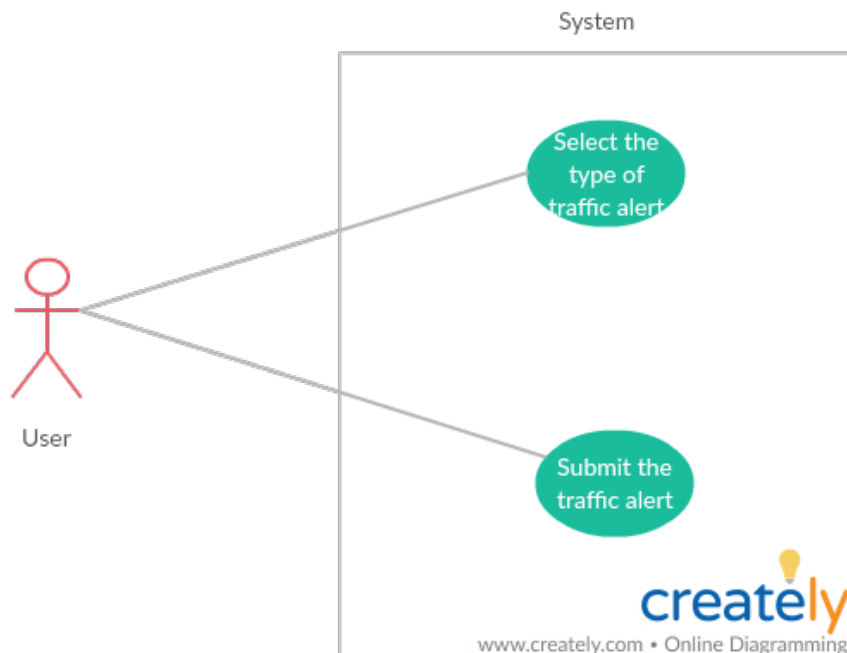 System
Select the
type of
traffic alert
User
Submit the
traffic alert
creately
www.creately.com • Online Diagramming